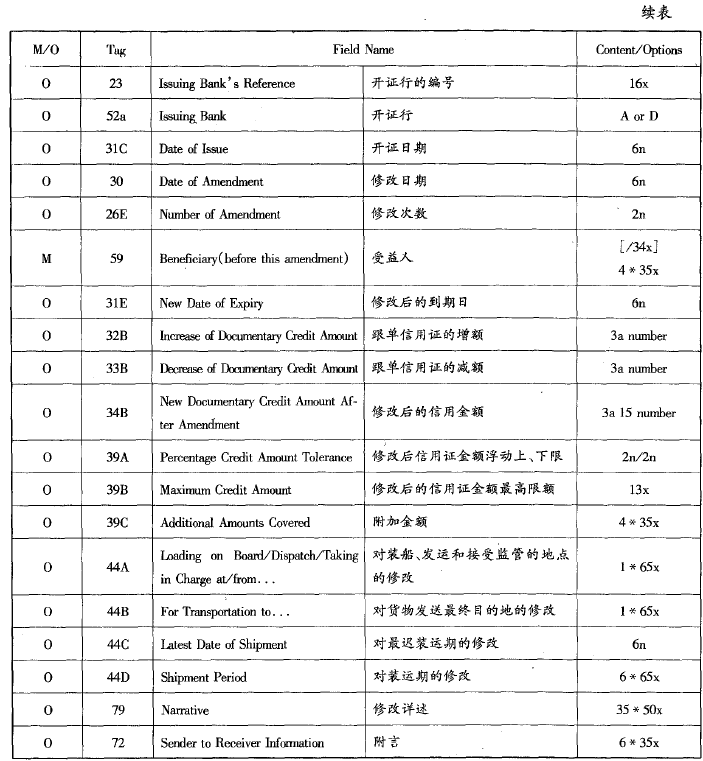 续表
M/O Tag Field Name Content/Options
O 23 Issuing Bank's Reference 开证行的编号 16x
O 52a Issuing Bank 开证行 A or D
O 31C Date of Issue 开证日期 6n
O 30 Date of Amendment 修改日期 6n
O 26E Number of Amendment 修改次数 2n
M 59 Beneficiary(before this amendment) 受益人 [/34x]
4*35x
O 31E New Date of Expiry 修改后的到期日 6n
O 32B Increase of Documentary Credit Amount 跟单信用证的增额 3a number
O 33B Decrease of Documentary Credit Amount 跟单信用证的减额 3a number
O 34B New Documentary Credit Amount Af-
ter Amendment 修改后的信用金额 3a 15 number
O 39A Percentage Credit Amount Tolerance 修改后信用证金额浮动上、下限 2n/2n
O 39B Maximum Credit Amount 修改后的信用证金额最高限额 13x
O 39C Additional Amounts Covered 附加金额 4*35x
O 44A Loading on Board/Dispatch/Taking
in Charge at/from... 对装船、发运和接受监管的地点
的修改 1*65x
O 44B For Transportation to... 对货物发送最终目的地的修改 1*65x
O 44C Latest Date of Shipment 对最迟装运期的修改 6n
O 44D Shipment Period 对装运期的修改 6*65x
O 79 Narrative 修改详述 35*50x
O 72 Sender to Receiver Information 附言 6*35x